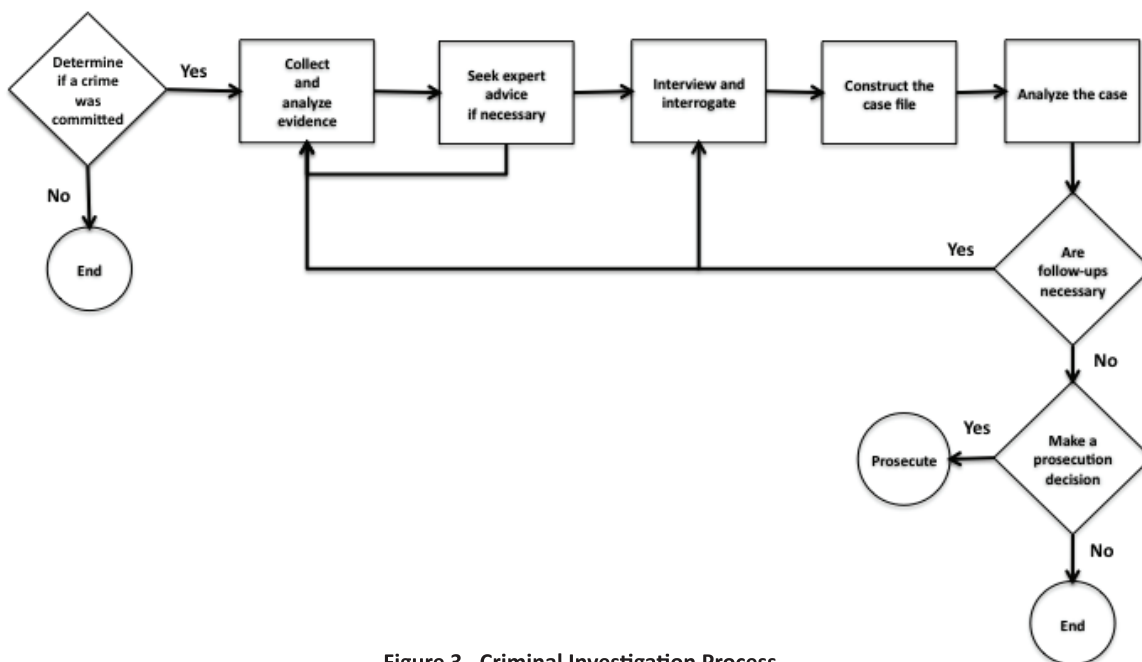 Determine
if a crime
was
committed
Yes
Collect
and
analyze
evidence
Seek expert
advice
if necessary
Interview and
interrogate
Construct the
case file
Analyze the case
No
End
Yes
Are
follow-ups
necessary
No
Yes
Prosecute
Make a
prosecution
decision
No
End
Figure 3. Criminal Investigation Process